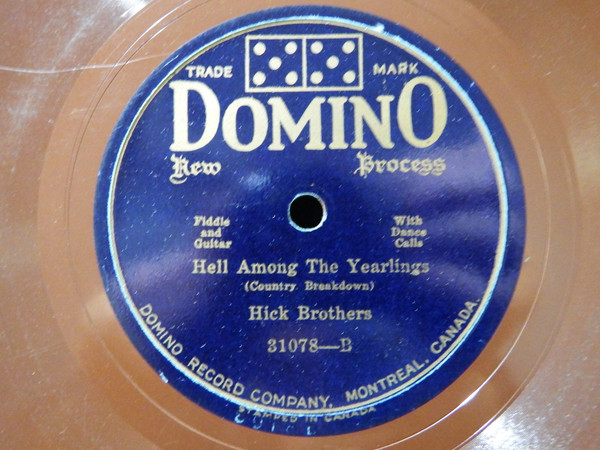 TRADE MARK
DOMINO
New Process
Fiddle
and
Guitar
With
Dance
Calls
Hell Among The Yearlings
(Country Breakdown)
Hick Brothers
31078—B
DOMINO RECORD COMPANY, MONTREAL, CANADA.
STAMPED IN CANADA